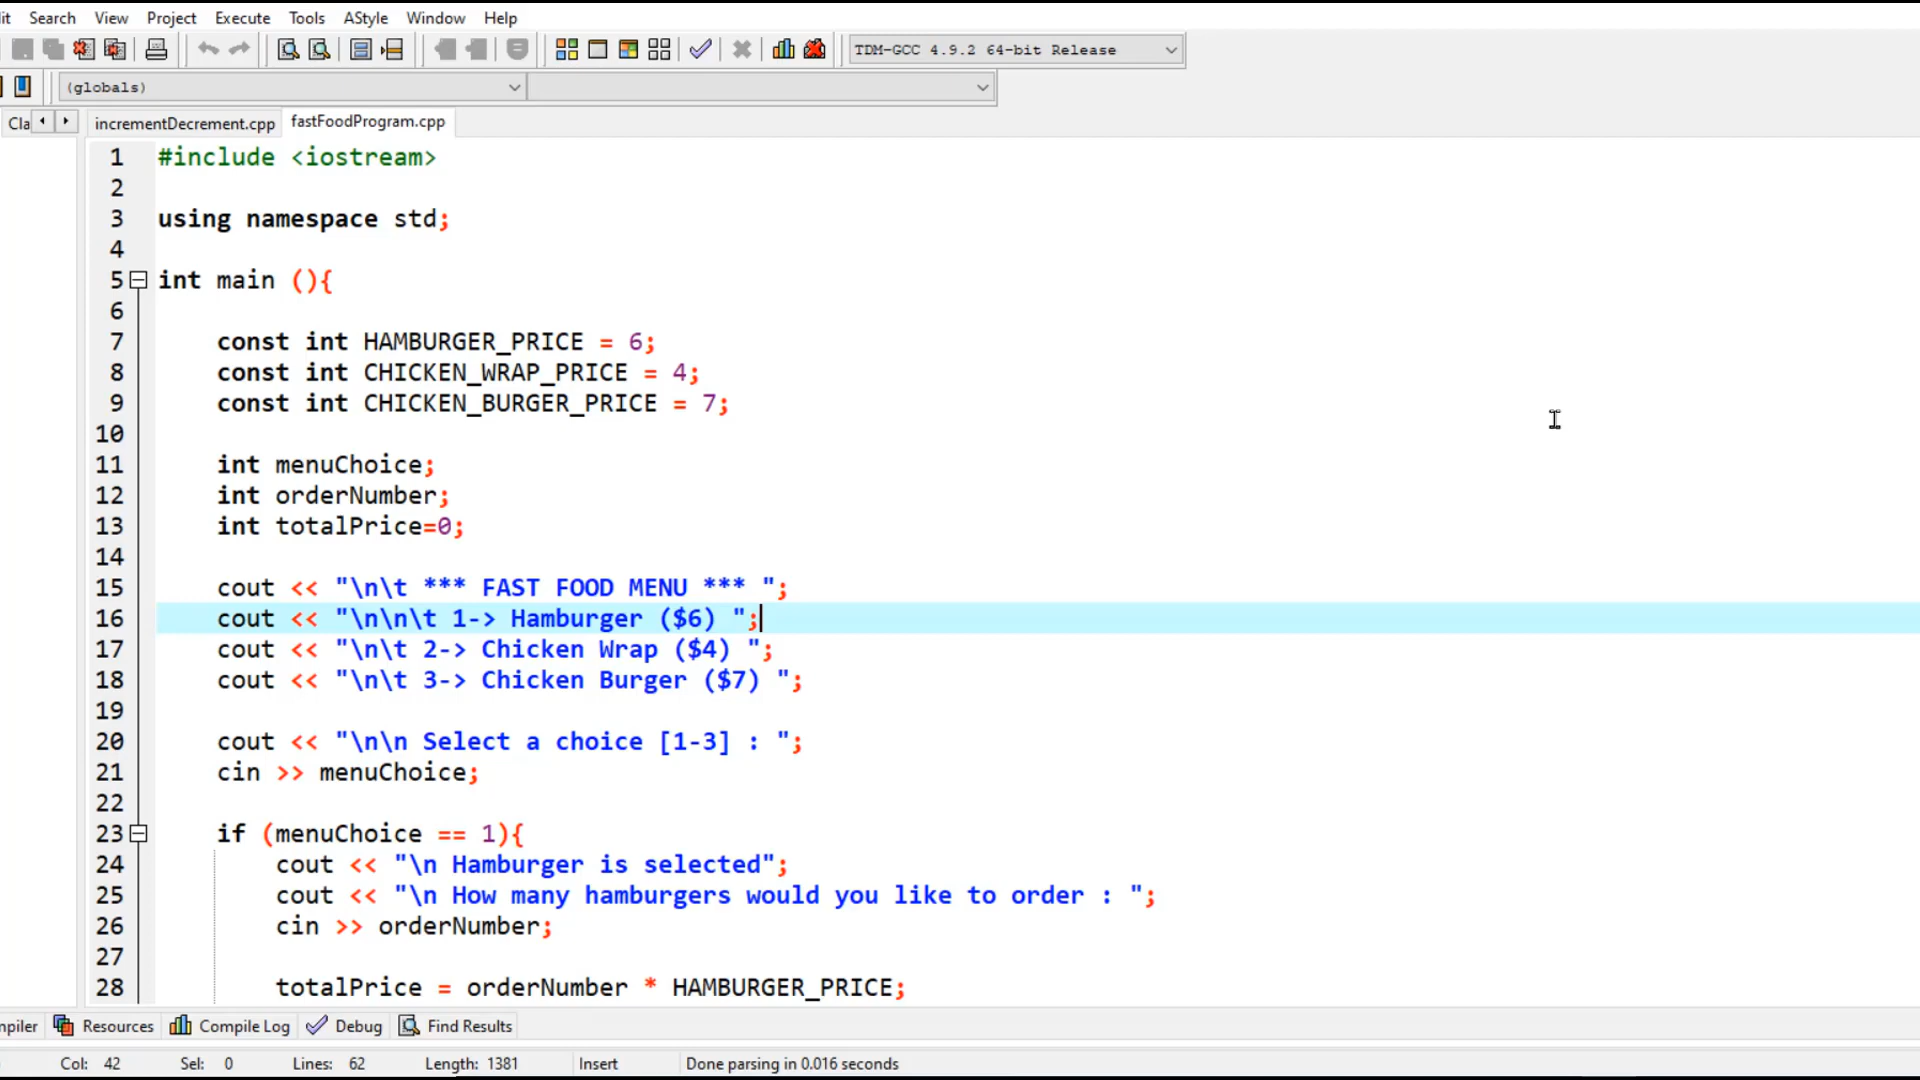 it Search View Project Execute Tools AStyle Window Help
TDM-GCC 4.9.2 64-bit Release
(globals)
Cla incrementDecrement.cpp fastFoodProgram.cpp
1 #include <iostream>
2
3 using namespace std;
4
5 int main (){
6
7 const int HAMBURGER_PRICE = 6;
8 const int CHICKEN_WRAP_PRICE = 4;
9 const int CHICKEN_BURGER_PRICE = 7;
10
11 int menuChoice;
12 int orderNumber;
13 int totalPrice=0;
14
15 cout << "\n\t *** FAST FOOD MENU *** ";
16 cout << "\n\n\t 1-> Hamburger ($6) ";
17 cout << "\n\t 2-> Chicken Wrap ($4) ";
18 cout << "\n\t 3-> Chicken Burger ($7) ";
19
20 cout << "\n\n Select a choice [1-3] : ";
21 cin >> menuChoice;
22
23 if (menuChoice == 1){
24 cout << "\n Hamburger is selected";
25 cout << "\n How many hamburgers would you like to order : ";
26 cin >> orderNumber;
27
28 totalPrice = orderNumber * HAMBURGER_PRICE;
mpiler Resources Compile Log Debug Find Results
Col: 42 Sel: 0 Lines: 62 Length: 1381 Insert Done parsing in 0.016 seconds